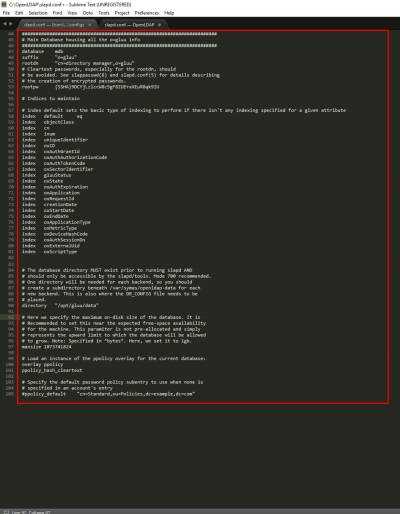 C:\OpenLDAP\slapd.conf • - Sublime Text (UNREGISTERED)
File Edit Selection Find View Goto Tools Project Preferences Help
slapd.conf — OpenDJ\configs × slapd.conf — OpenLDAP •
44 #######################################################################
45 # Main Database housing all the o=gluu info
46 #######################################################################
47 database mdb
48 suffix "o=gluu"
49 rootdn "cn=directory manager,o=gluu"
50 # Cleartext passwords, especially for the rootdn, should
51 # be avoided. See slappasswd(8) and slapd.conf(5) for details describing
52 # the creation of encrypted passwords.
53 rootpw
54
55 # Indices to maintain
56
57 # index default sets the basic type of indexing to perform if there isn't any indexing specified for a given attribute
58 index default eq
59 index objectClass
60 index cn
61 index inum
62 index uniqueIdentifier
63 index oxID
64 index oxAuthGrantId
65 index oxAuthAuthorizationCode
66 index oxAuthTokenCode
67 index oxSectorIdentifier
68 index gluuStatus
69 index oxState
70 index oxAuthExpiration
71 index oxApplication
72 index oxRequestId
73 index creationDate
74 index oxStartDate
75 index oxEndDate
76 index oxApplicationType
77 index oxMetricType
78 index oxDeviceHashCode
79 index oxAuthSessionDn
80 index oxExternalUid
81 index oxScriptType
82
83
84 # The database directory MUST exist prior to running slapd AND
85 # should only be accessible by the slapd/tools. Mode 700 recommended.
86 # One directory will be needed for each backend, so you should
87 # create a subdirectory beneath /var/symas/openldap-data for each
88 # new backend. This is also where the DB_CONFIG file needs to be
89 # placed.
90 directory "/opt/gluu/data"
91
92 # Here we specify the maximum on-disk size of the database. It is
93 # Recommended to set this near the expected free-space availability
94 # for the machine. This paramiter is not pre-allocated and simply
95 # represents the upward limit to which the database will be allowed
96 # to grow. Note: Specified in *bytes*. Here, we set it to 1gb.
97 maxsize 1073741824
98
99 # Load an instance of the ppolicy overlay for the current database:
100 overlay ppolicy
101 ppolicy_hash_cleartext
102
103 # Specify the default password policy subentry to use when none is
104 # specified in an account's entry
105 #ppolicy_default "cn=Standard,ou=Policies,dc=example,dc=com"
Line 92, Column 67